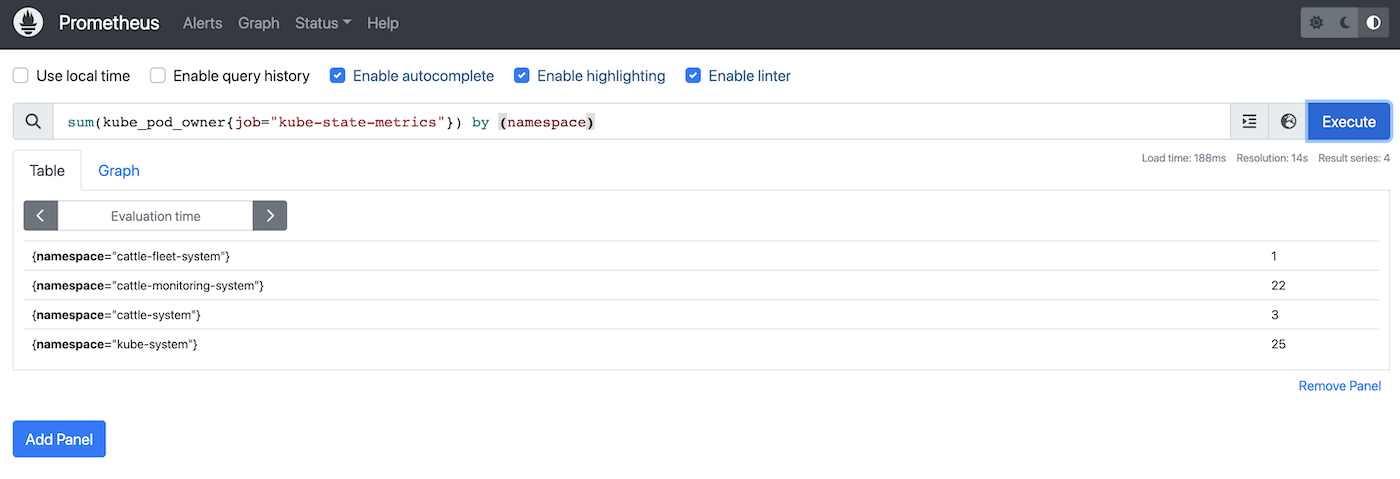 Prometheus Alerts Graph Status Help
Use local time Enable query history Enable autocomplete Enable highlighting Enable linter
sum(kube_pod_owner{job="kube-state-metrics"}) by (namespace) Execute
Load time: 188ms Resolution: 14s Result series: 4
Table Graph
Evaluation time
{namespace="cattle-fleet-system"} 1
{namespace="cattle-monitoring-system"} 22
{namespace="cattle-system"} 3
{namespace="kube-system"} 25
Remove Panel
Add Panel